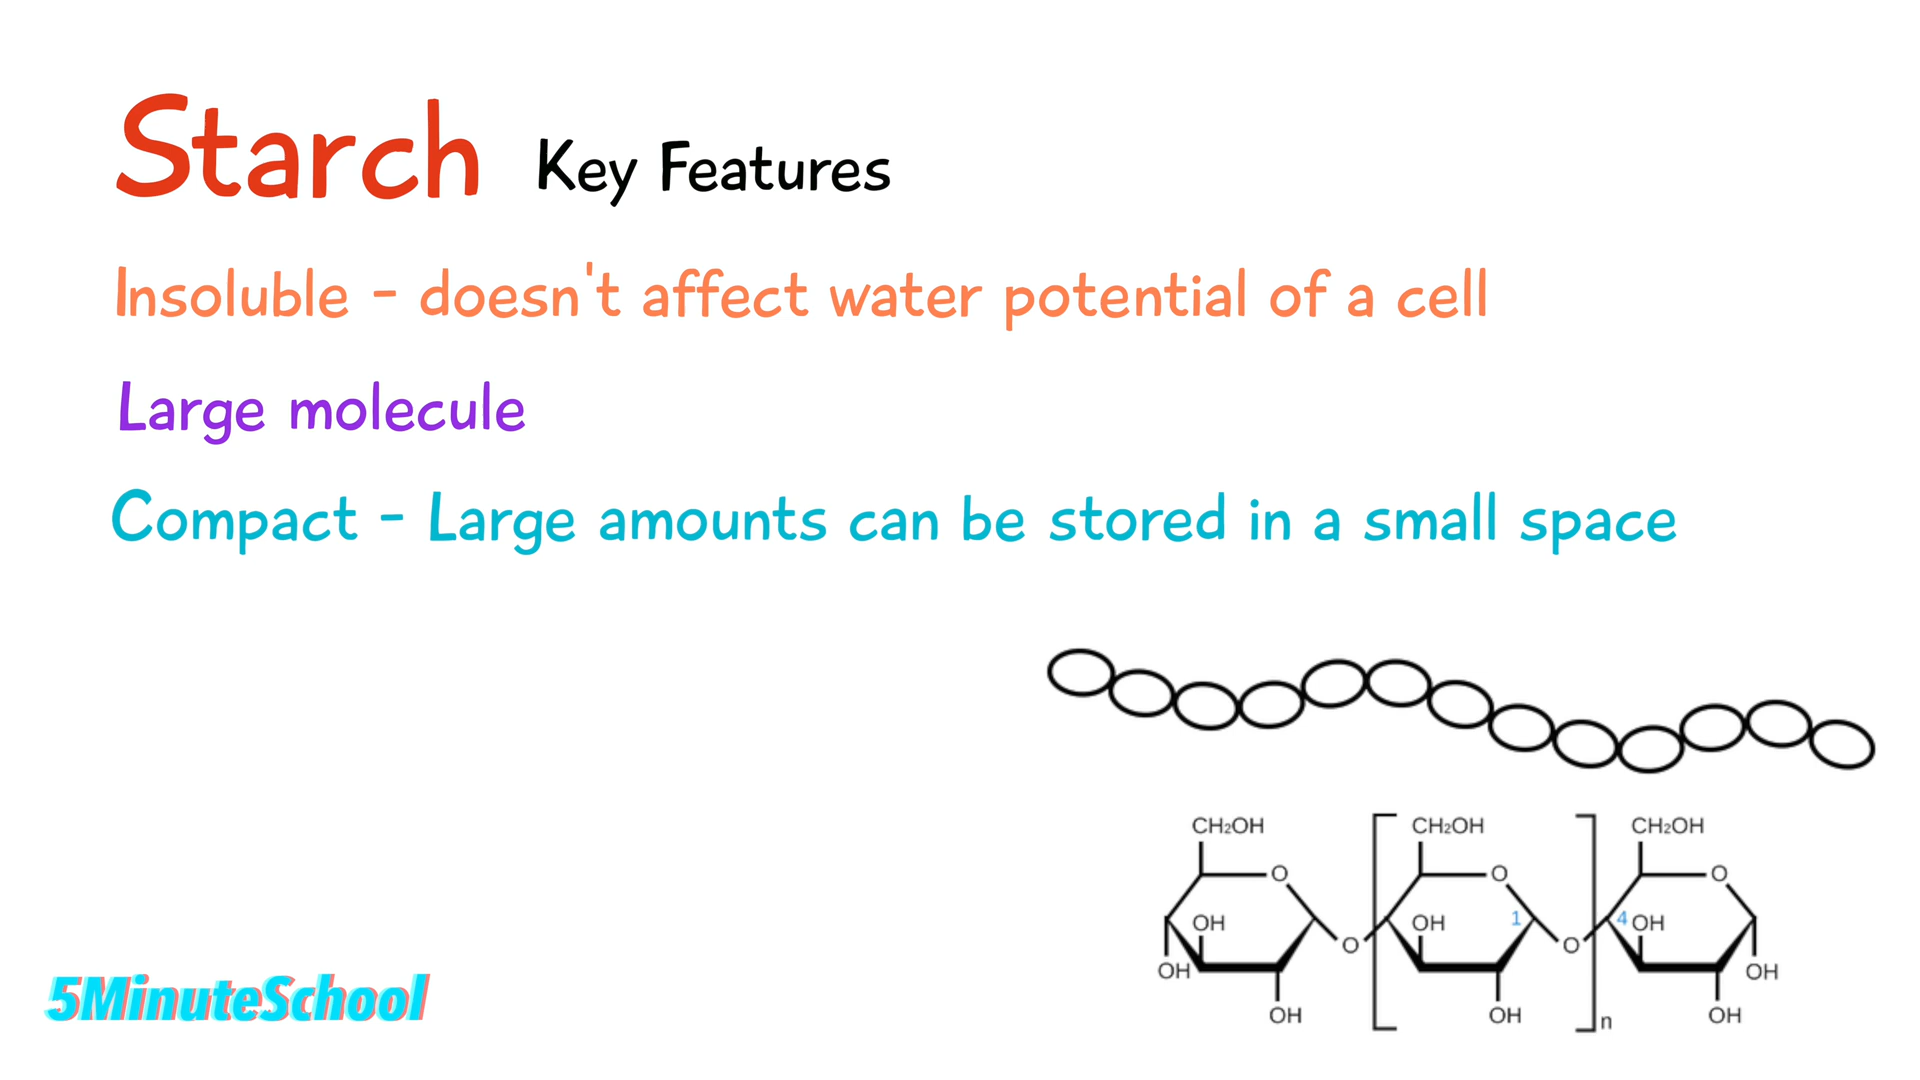 Starch Key Features
Insoluble - doesn't affect water potential of a cell
Large molecule
Compact - Large amounts can be stored in a small space
CH₂OH CH₂OH CH₂OH
O O O
OH OH 1 4 OH
O O
OH OH
OH OH n OH
5MinuteSchool